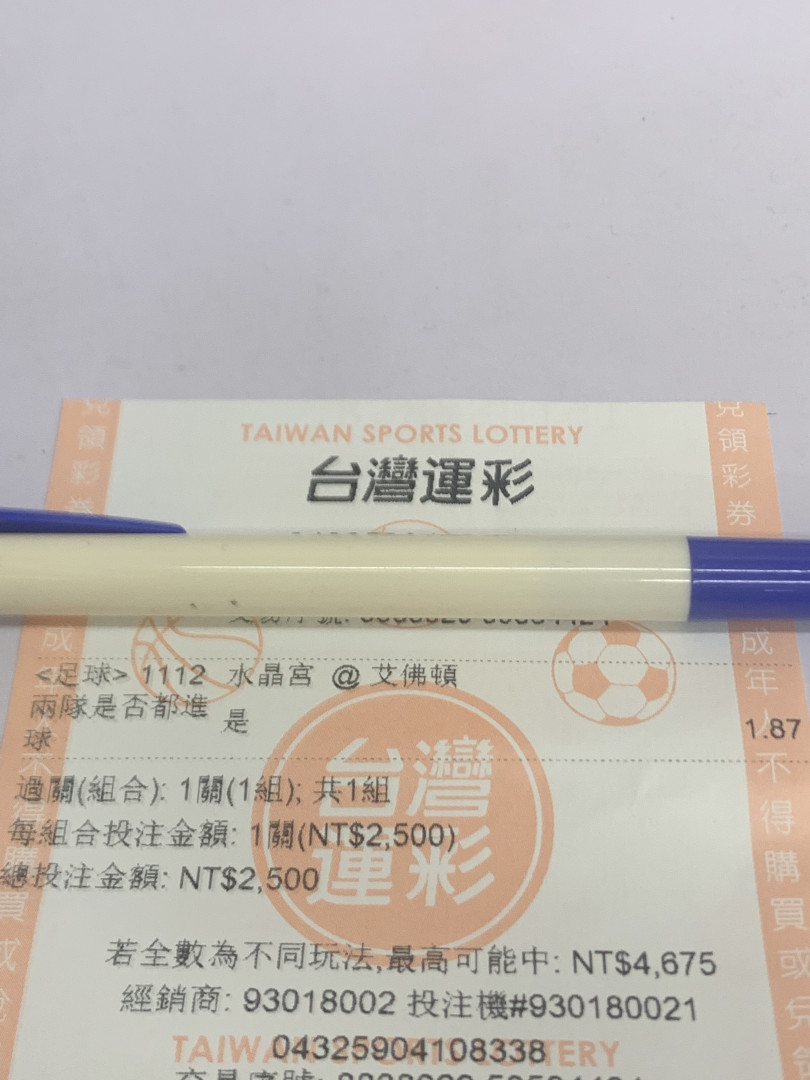 TAIWAN SPORTS LOTTERY
台灣運彩
<足球> 1112 水晶宮 @ 艾佛頓
兩隊是否都進球 是 1.87
過關(組合): 1關(1組); 共1組
每組合投注金額: 1關(NT$2,500)
總投注金額: NT$2,500
台灣
運彩
若全數為不同玩法,最高可能中: NT$4,675
經銷商: 93018002 投注機#930180021
TAIWAN SPORTS LOTTERY
04325904108338
領彩券
成年
領彩券
成年人不得購買或兌